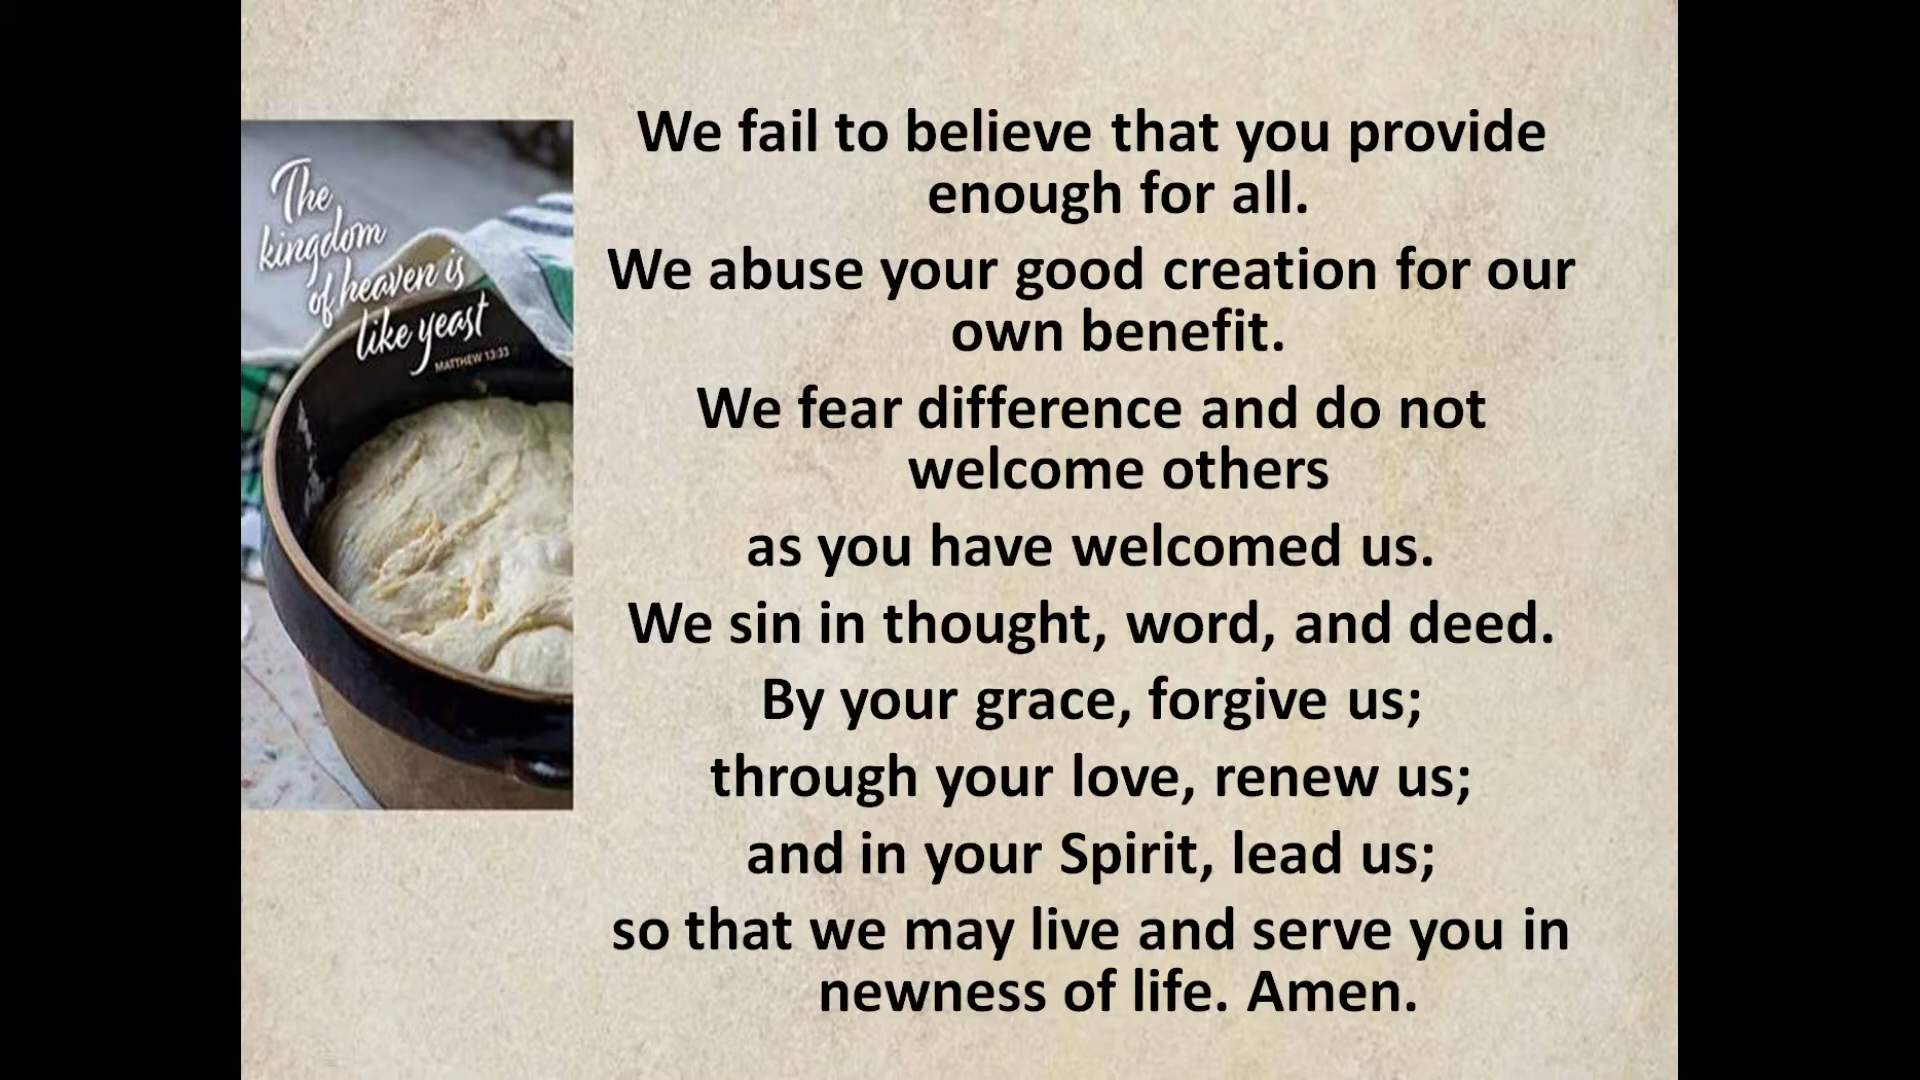 The
kingdom
of heaven is
like yeast
MATTHEW 13:33
We fail to believe that you provide
enough for all.
We abuse your good creation for our
own benefit.
We fear difference and do not
welcome others
as you have welcomed us.
We sin in thought, word, and deed.
By your grace, forgive us;
through your love, renew us;
and in your Spirit, lead us;
so that we may live and serve you in
newness of life. Amen.